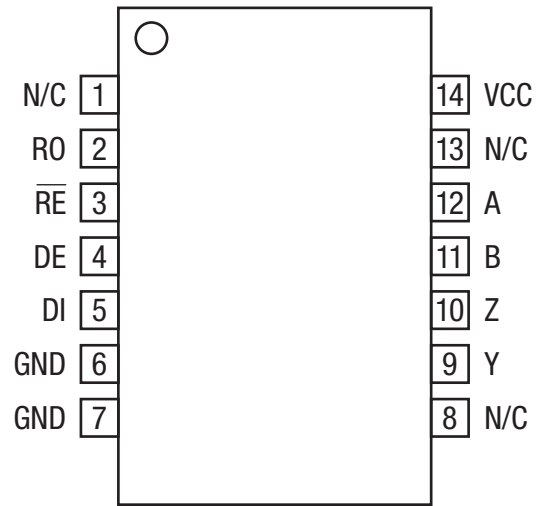 N/C 1 14 VCC
RO 2 13 N/C
R̅E̅ 3 12 A
DE 4 11 B
DI 5 10 Z
GND 6 9 Y
GND 7 8 N/C